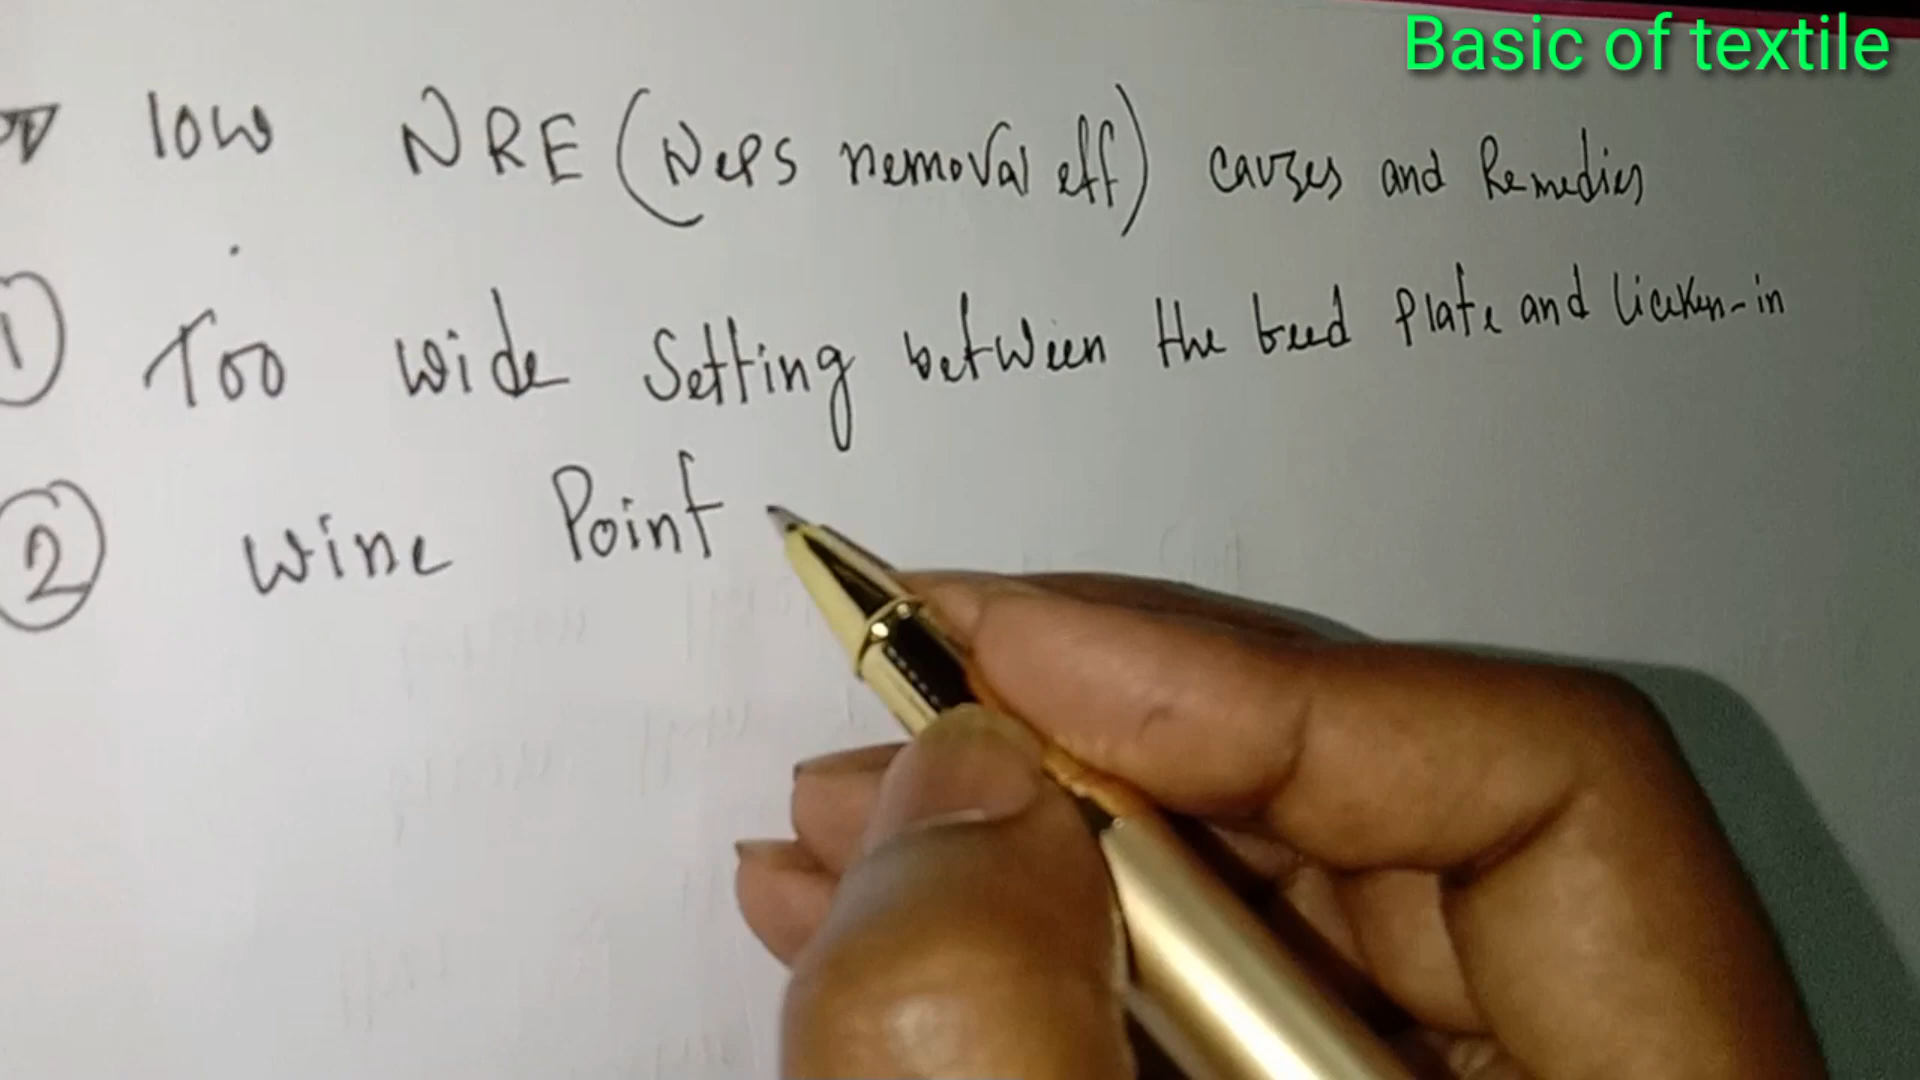 Basic of textile
low NRE (Neps removal eff) causes and Remedies
① Too wide Setting between the feed Plate and licker-in
② Wire Point